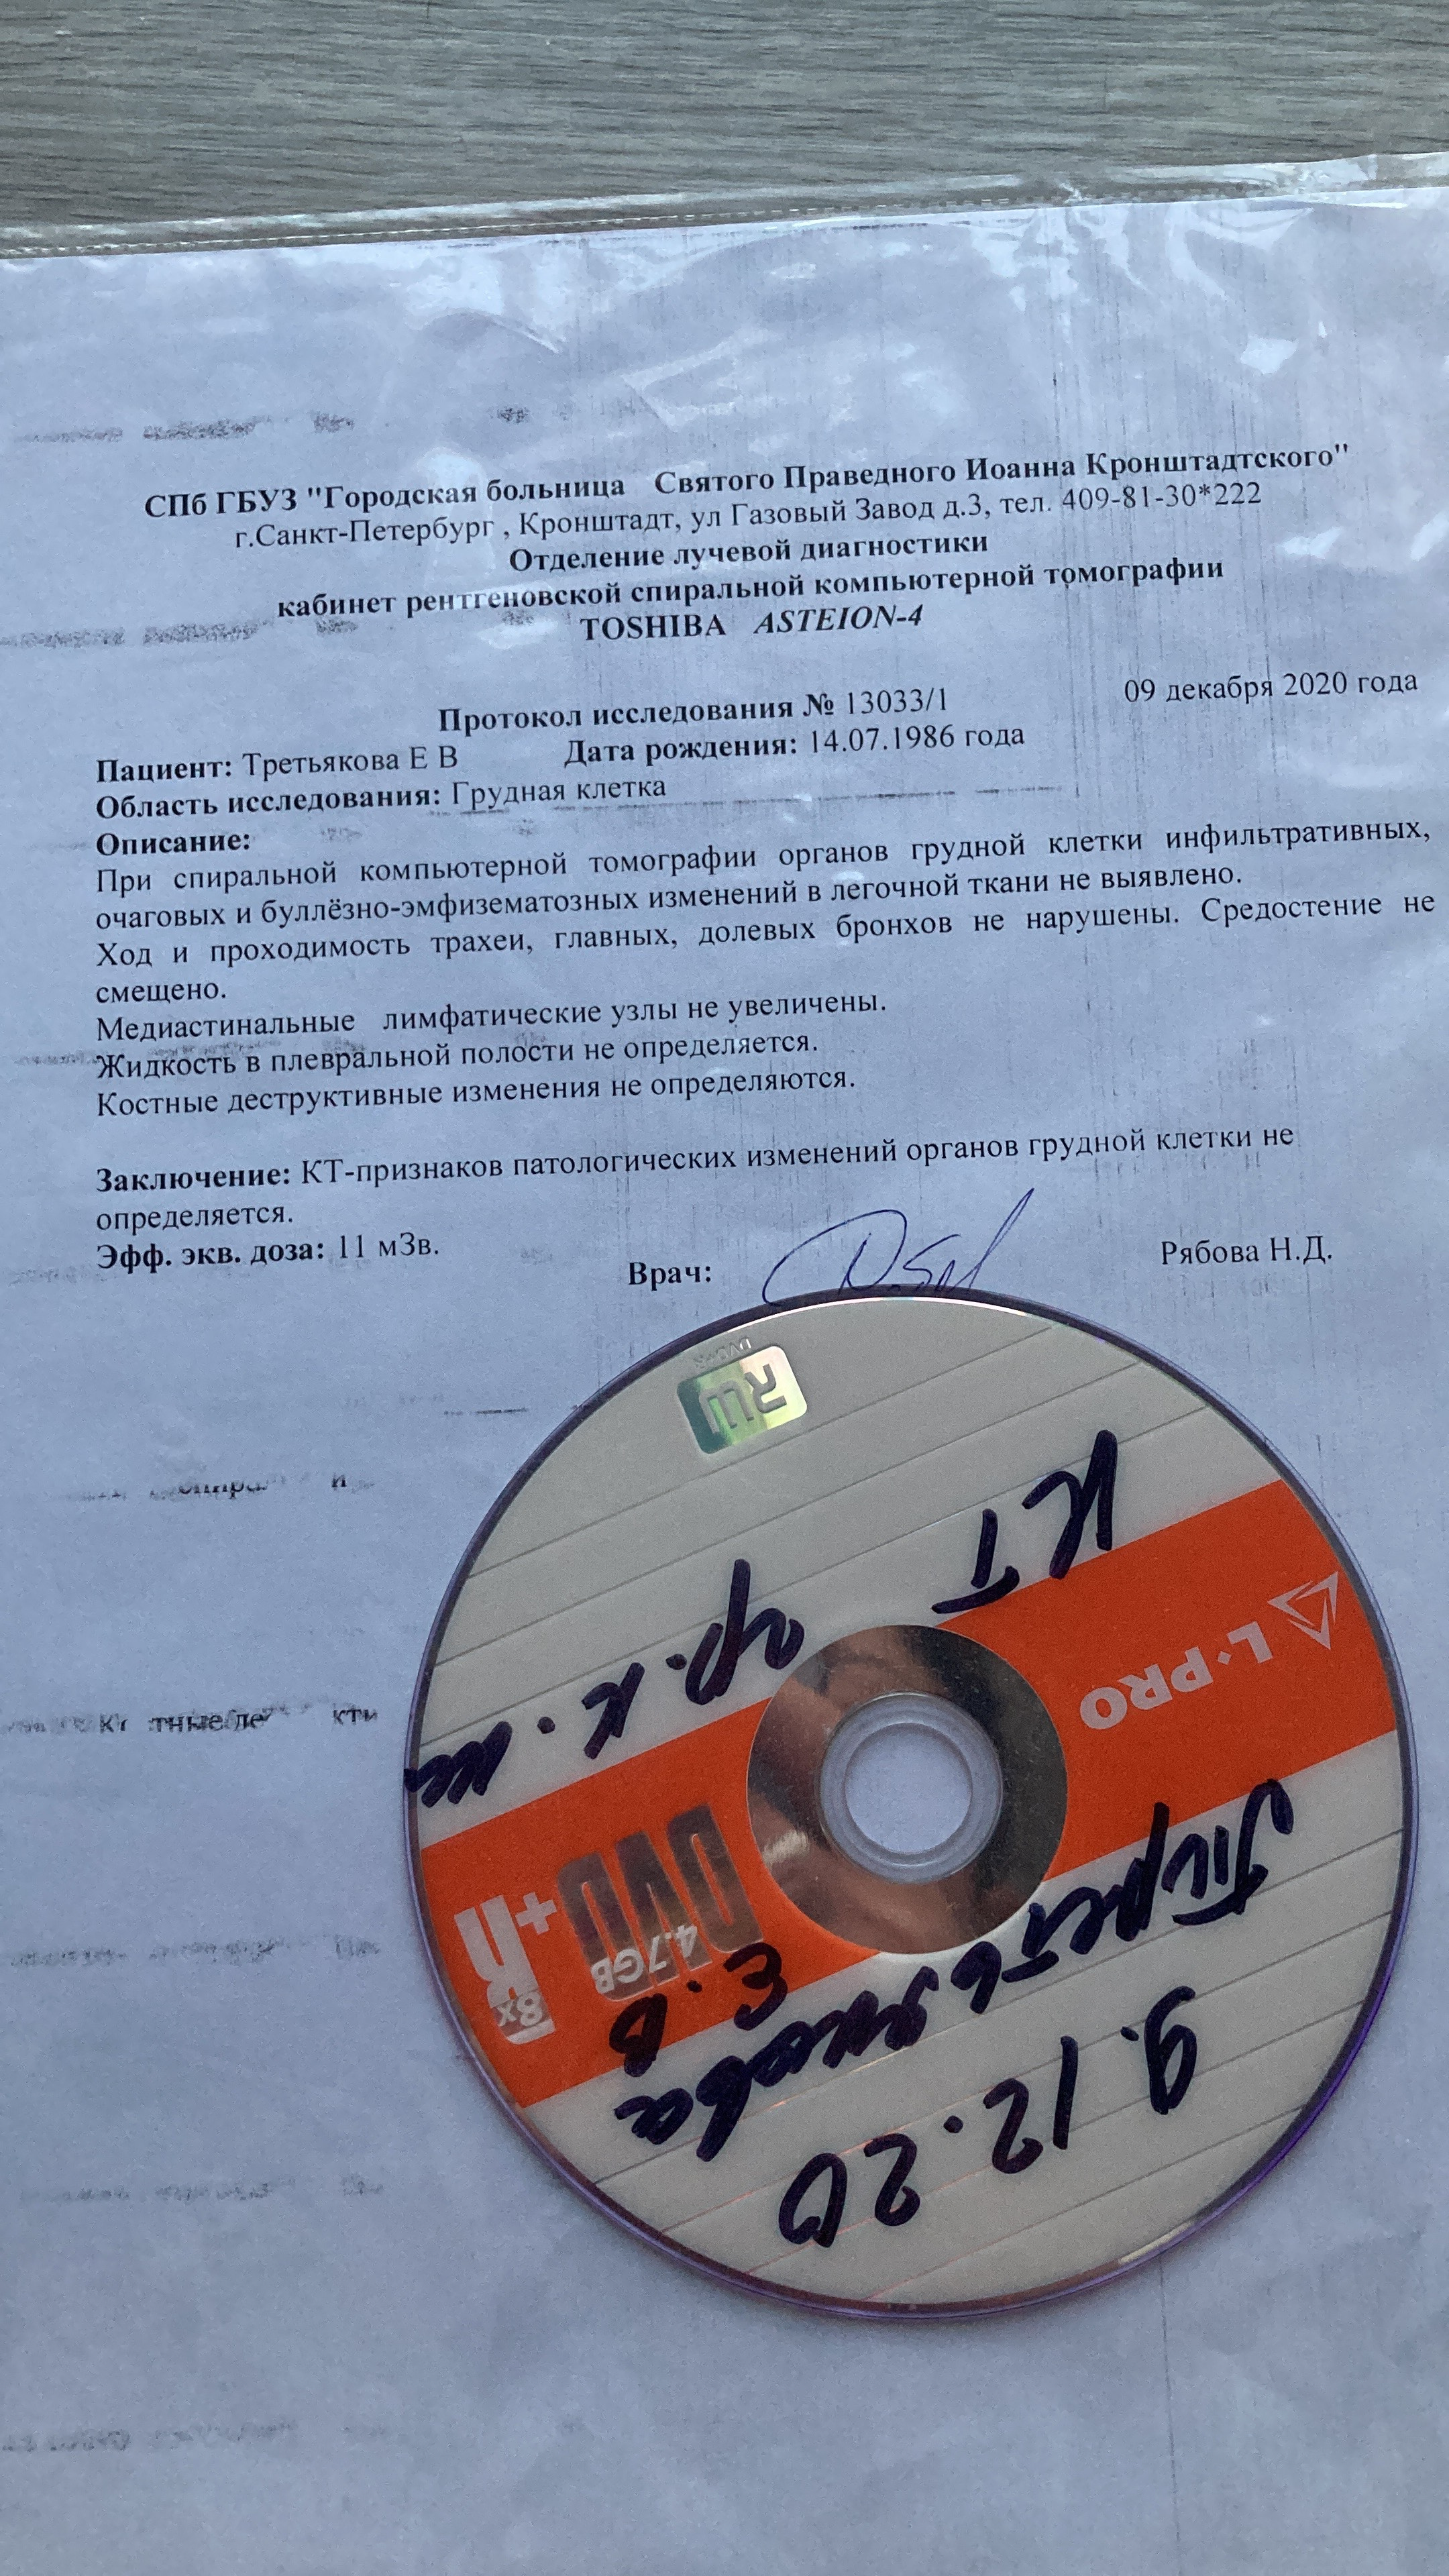 СПб ГБУЗ "Городская больница Святого Праведного Иоанна Кронштадтского"
г.Санкт-Петербург , Кронштадт, ул Газовый Завод д.3, тел. 409-81-30*222
Отделение лучевой диагностики
кабинет рентгеновской спиральной компьютерной томографии
TOSHIBA ASTEION-4
09 декабря 2020 года
Протокол исследования № 13033/1
Пациент: Третьякова Е В Дата рождения: 14.07.1986 года
Область исследования: Грудная клетка
Описание:
При спиральной компьютерной томографии органов грудной клетки инфильтративных,
очаговых и буллёзно-эмфизематозных изменений в легочной ткани не выявлено.
Ход и проходимость трахеи, главных, долевых бронхов не нарушены. Средостение не
смещено.
Медиастинальные лимфатические узлы не увеличены.
Жидкость в плевральной полости не определяется.
Костные деструктивные изменения не определяются.
Заключение: КТ-признаков патологических изменений органов грудной клетки не
определяется.
Эфф. экв. доза: 11 мЗв.
Врач: Рябова Н.Д.
RW
DVD+R
КТ
гр. к.
L·PRO
DVD+R
4.7GB
8x
Третьякова
Е. В
9. 12. 20